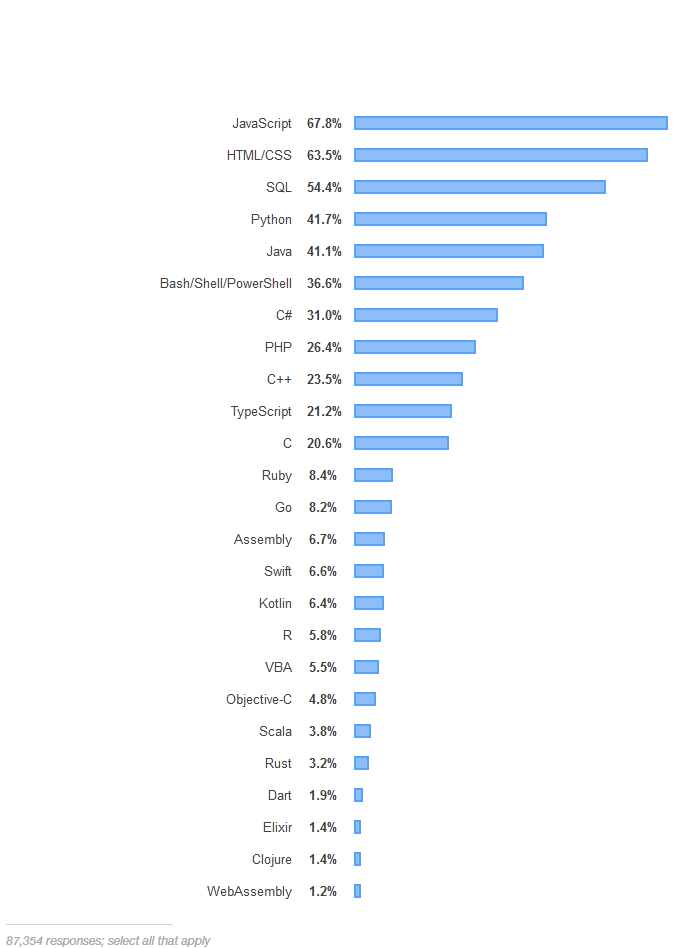 JavaScript 67.8%
HTML/CSS 63.5%
SQL 54.4%
Python 41.7%
Java 41.1%
Bash/Shell/PowerShell 36.6%
C# 31.0%
PHP 26.4%
C++ 23.5%
TypeScript 21.2%
C 20.6%
Ruby 8.4%
Go 8.2%
Assembly 6.7%
Swift 6.6%
Kotlin 6.4%
R 5.8%
VBA 5.5%
Objective-C 4.8%
Scala 3.8%
Rust 3.2%
Dart 1.9%
Elixir 1.4%
Clojure 1.4%
WebAssembly 1.2%
87,354 responses; select all that apply